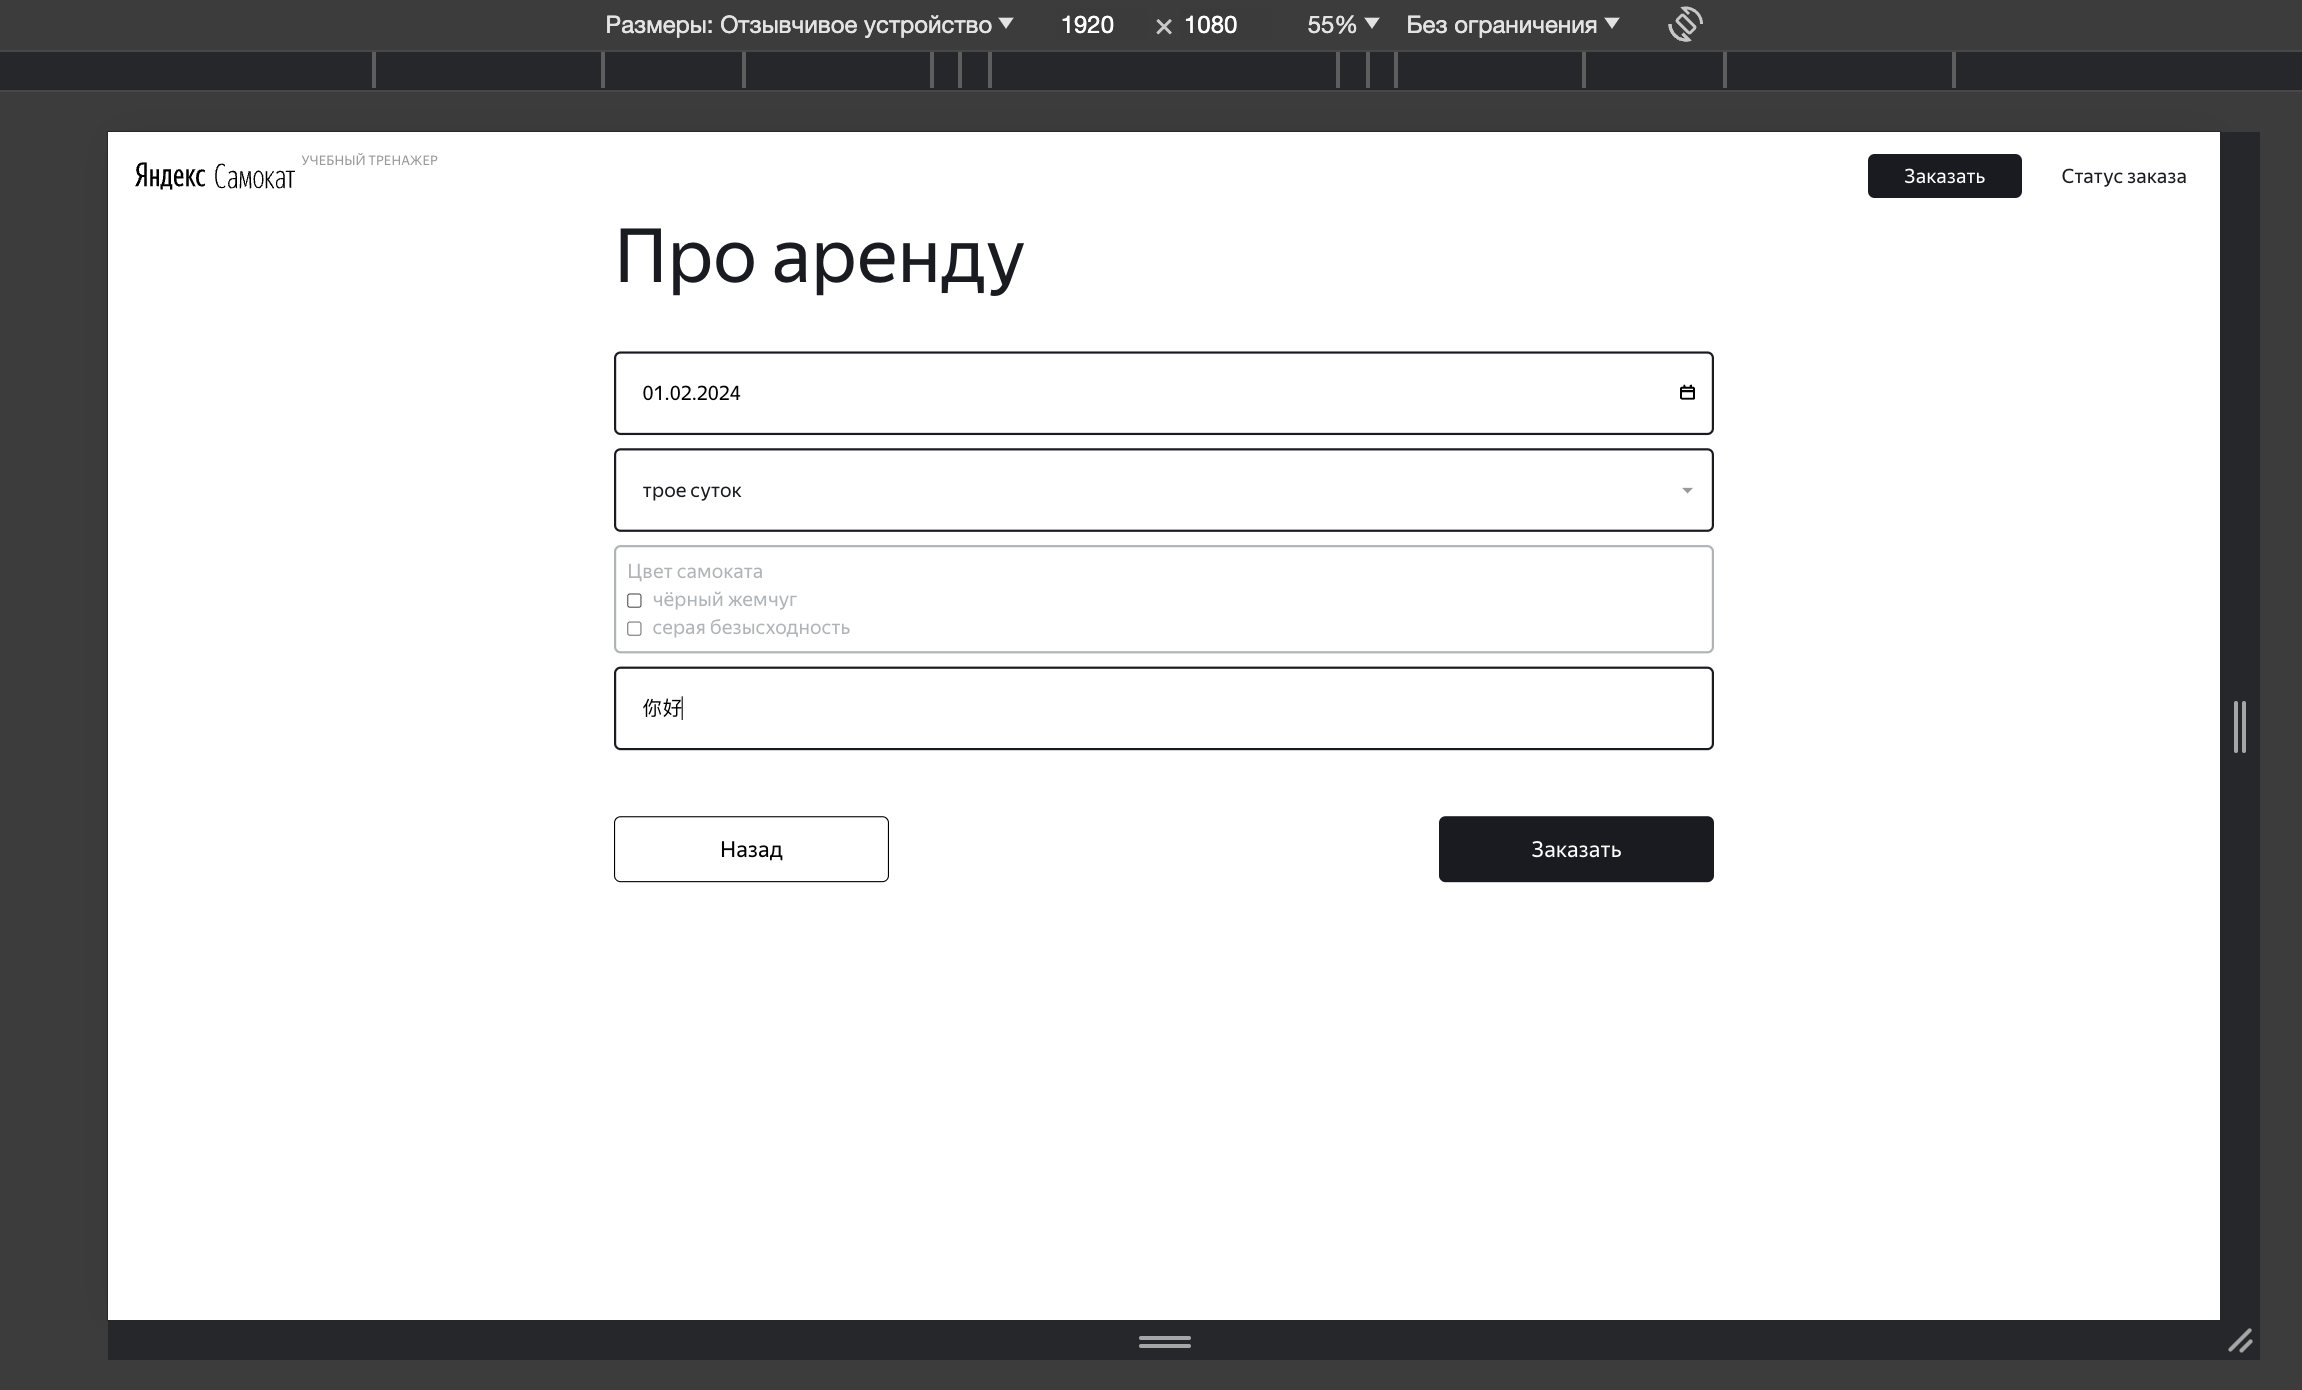 Размеры: Отзывчивое устройство 1920 × 1080 55% Без ограничения
Яндекс Самокат УЧЕБНЫЙ ТРЕНАЖЕР Заказать Статус заказа
Про аренду
01.02.2024
трое суток
Цвет самоката
чёрный жемчуг
серая безысходность
你好
Назад Заказать